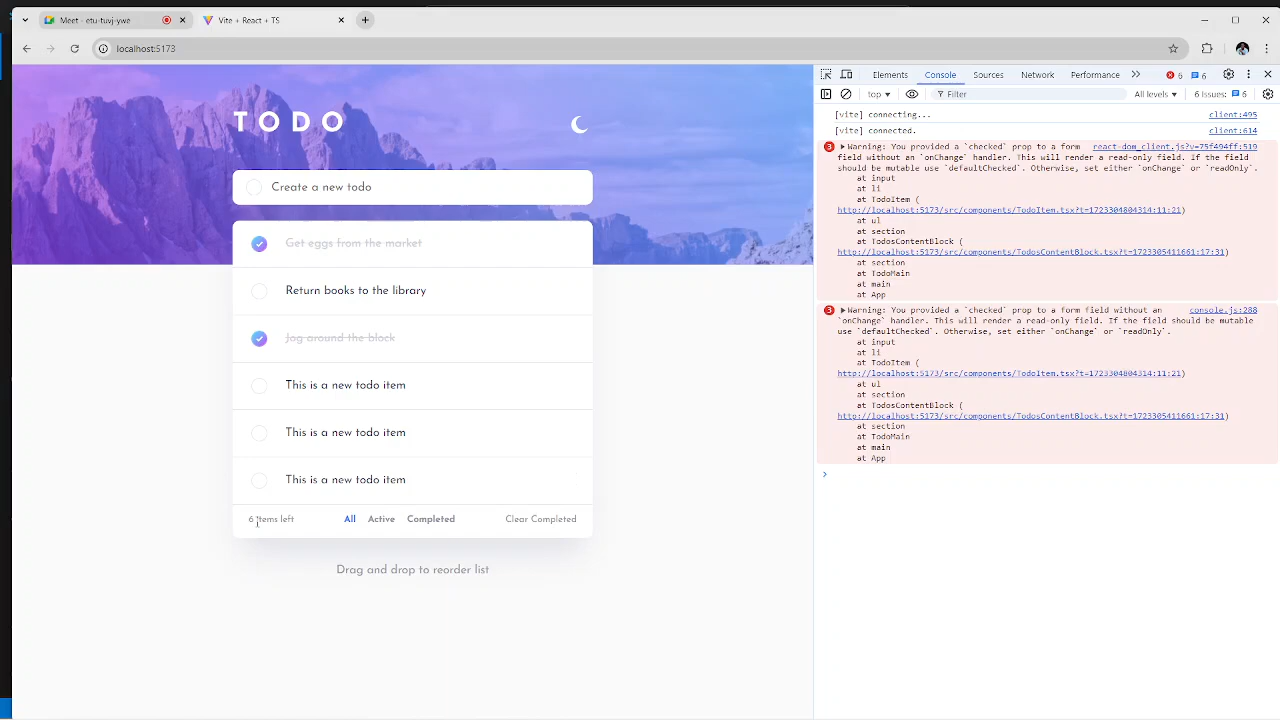 Meet - etu-tuvj-ywe
Vite + React + TS
localhost:5173
TODO
Create a new todo
Get eggs from the market
Return books to the library
Jog around the block
This is a new todo item
This is a new todo item
This is a new todo item
6 items left
All
Active
Completed
Clear Completed
Drag and drop to reorder list
Elements
Console
Sources
Network
Performance
6
6
top
Filter
All levels
6 Issues:
6
[vite] connecting... client:495
[vite] connected. client:614
3 Warning: You provided a `checked` prop to a form react-dom_client.js?v=75f494ff:519
field without an `onChange` handler. This will render a read-only field. If the field
should be mutable use `defaultChecked`. Otherwise, set either `onChange` or `readOnly`.
at input
at li
at TodoItem (
http://localhost:5173/src/components/TodoItem.tsx?t=1723304804314:11:21)
at ul
at section
at TodosContentBlock (
http://localhost:5173/src/components/TodosContentBlock.tsx?t=1723305411661:17:31)
at section
at TodoMain
at main
at App
3 Warning: You provided a `checked` prop to a form field without an console.js:288
`onChange` handler. This will render a read-only field. If the field should be mutable
use `defaultChecked`. Otherwise, set either `onChange` or `readOnly`.
at input
at li
at TodoItem (
http://localhost:5173/src/components/TodoItem.tsx?t=1723304804314:11:21)
at ul
at section
at TodosContentBlock (
http://localhost:5173/src/components/TodosContentBlock.tsx?t=1723305411661:17:31)
at section
at TodoMain
at main
at App